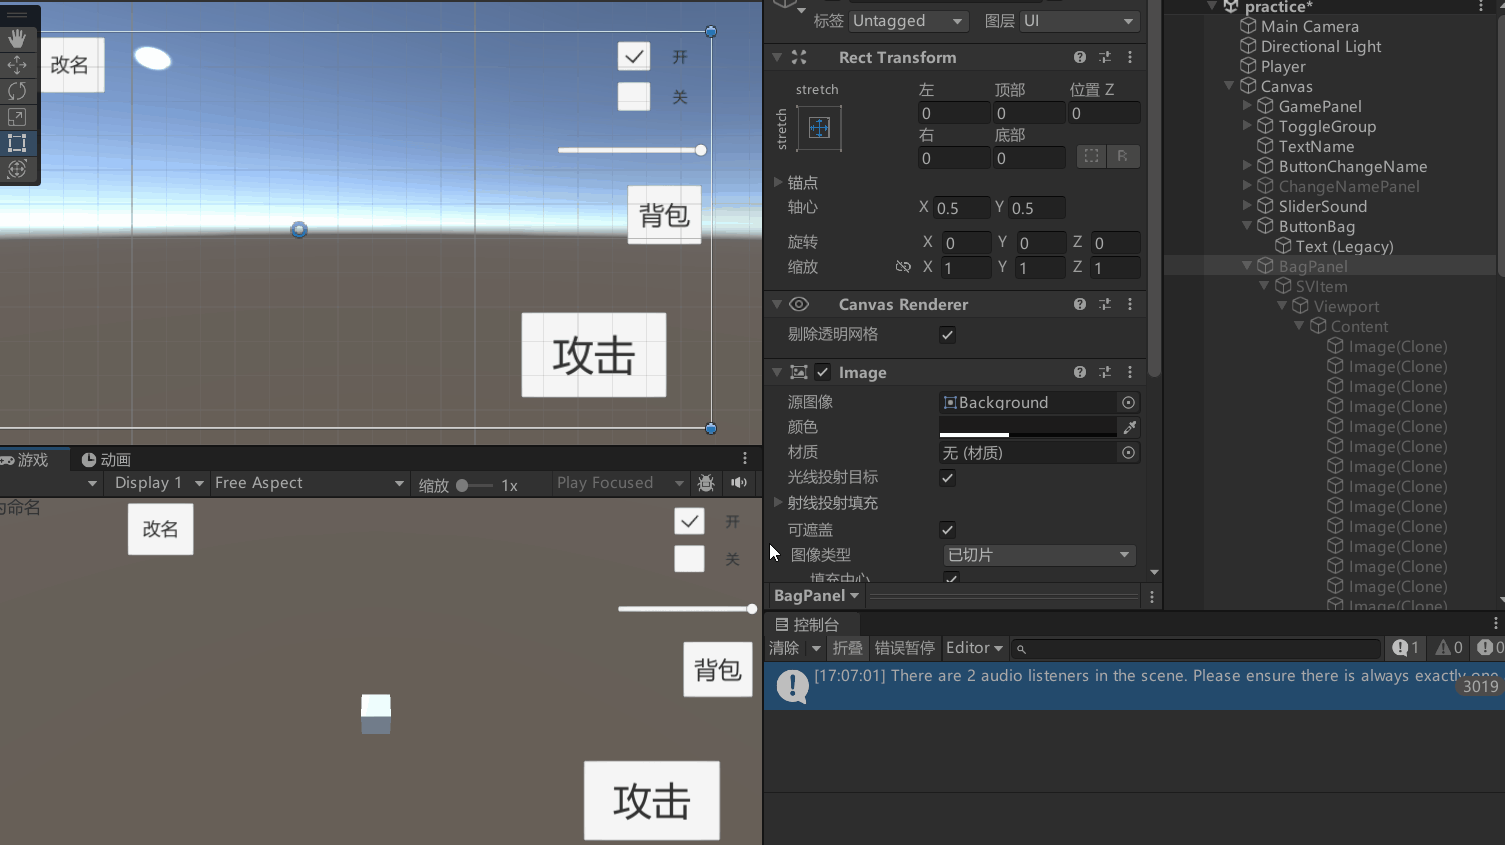 改名
开
关
背包
攻击
游戏
动画
Display 1
Free Aspect
缩放
1x
Play Focused
改名
开
关
背包
攻击
标签
Untagged
图层
UI
Rect Transform
stretch
stretch
左
顶部
位置 Z
0
0
0
右
底部
0
0
R
锚点
轴心
X 0.5
Y 0.5
旋转
X 0
Y 0
Z 0
缩放
X 1
Y 1
Z 1
Canvas Renderer
剔除透明网格
Image
源图像
Background
颜色
材质
无 (材质)
光线投射目标
射线投射填充
可遮盖
图像类型
已切片
填充中心
BagPanel
practice*
Main Camera
Directional Light
Player
Canvas
GamePanel
ToggleGroup
TextName
ButtonChangeName
ChangeNamePanel
SliderSound
ButtonBag
Text (Legacy)
BagPanel
SVItem
Viewport
Content
Image(Clone)
Image(Clone)
Image(Clone)
Image(Clone)
Image(Clone)
Image(Clone)
Image(Clone)
Image(Clone)
Image(Clone)
Image(Clone)
Image(Clone)
Image(Clone)
Image(Clone)
Image(Clone)
控制台
清除
折叠
错误暂停
Editor
1
0
0
[17:07:01] There are 2 audio listeners in the scene. Please ensure there is always exactly one
3019